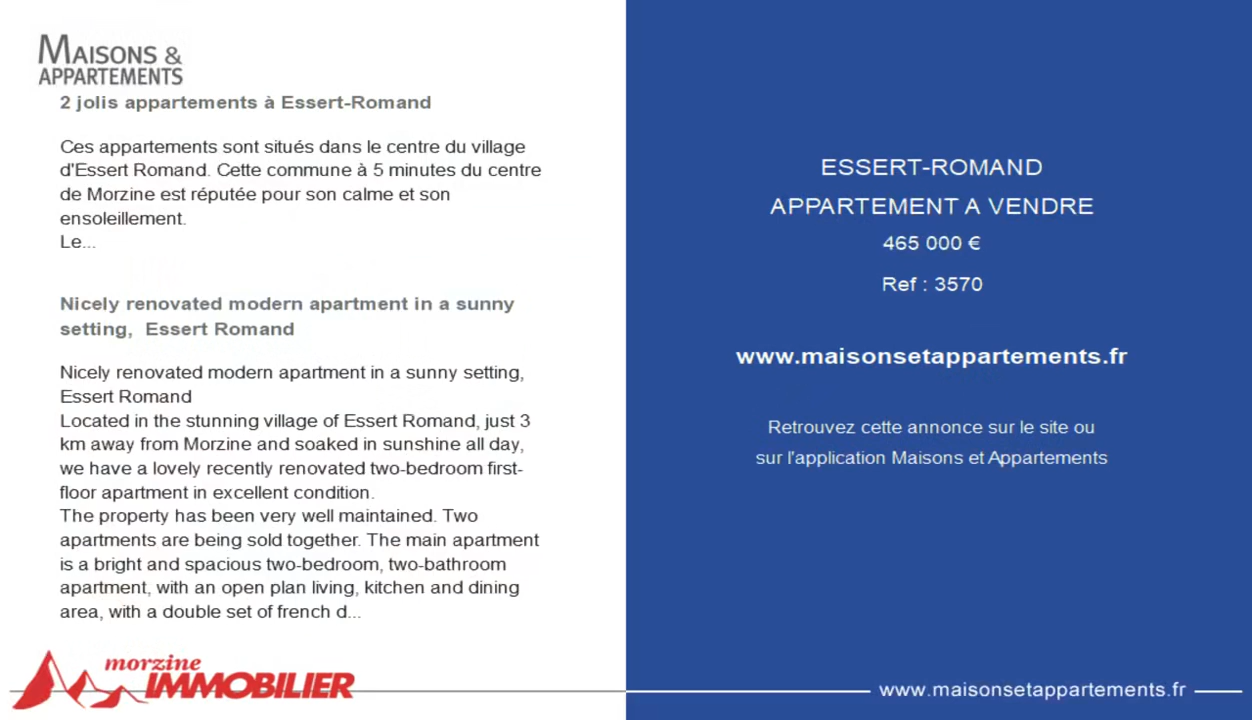 MAISONS &
APPARTEMENTS
2 jolis appartements à Essert-Romand
Ces appartements sont situés dans le centre du village
d'Essert Romand. Cette commune à 5 minutes du centre
de Morzine est réputée pour son calme et son
ensoleillement.
Le...
Nicely renovated modern apartment in a sunny
setting, Essert Romand
Nicely renovated modern apartment in a sunny setting,
Essert Romand
Located in the stunning village of Essert Romand, just 3
km away from Morzine and soaked in sunshine all day,
we have a lovely recently renovated two-bedroom first-
floor apartment in excellent condition.
The property has been very well maintained. Two
apartments are being sold together. The main apartment
is a bright and spacious two-bedroom, two-bathroom
apartment, with an open plan living, kitchen and dining
area, with a double set of french d...
morzine
IMMOBILIER
ESSERT-ROMAND
APPARTEMENT A VENDRE
465 000 €
Ref : 3570
www.maisonsetappartements.fr
Retrouvez cette annonce sur le site ou
sur l'application Maisons et Appartements
www.maisonsetappartements.fr